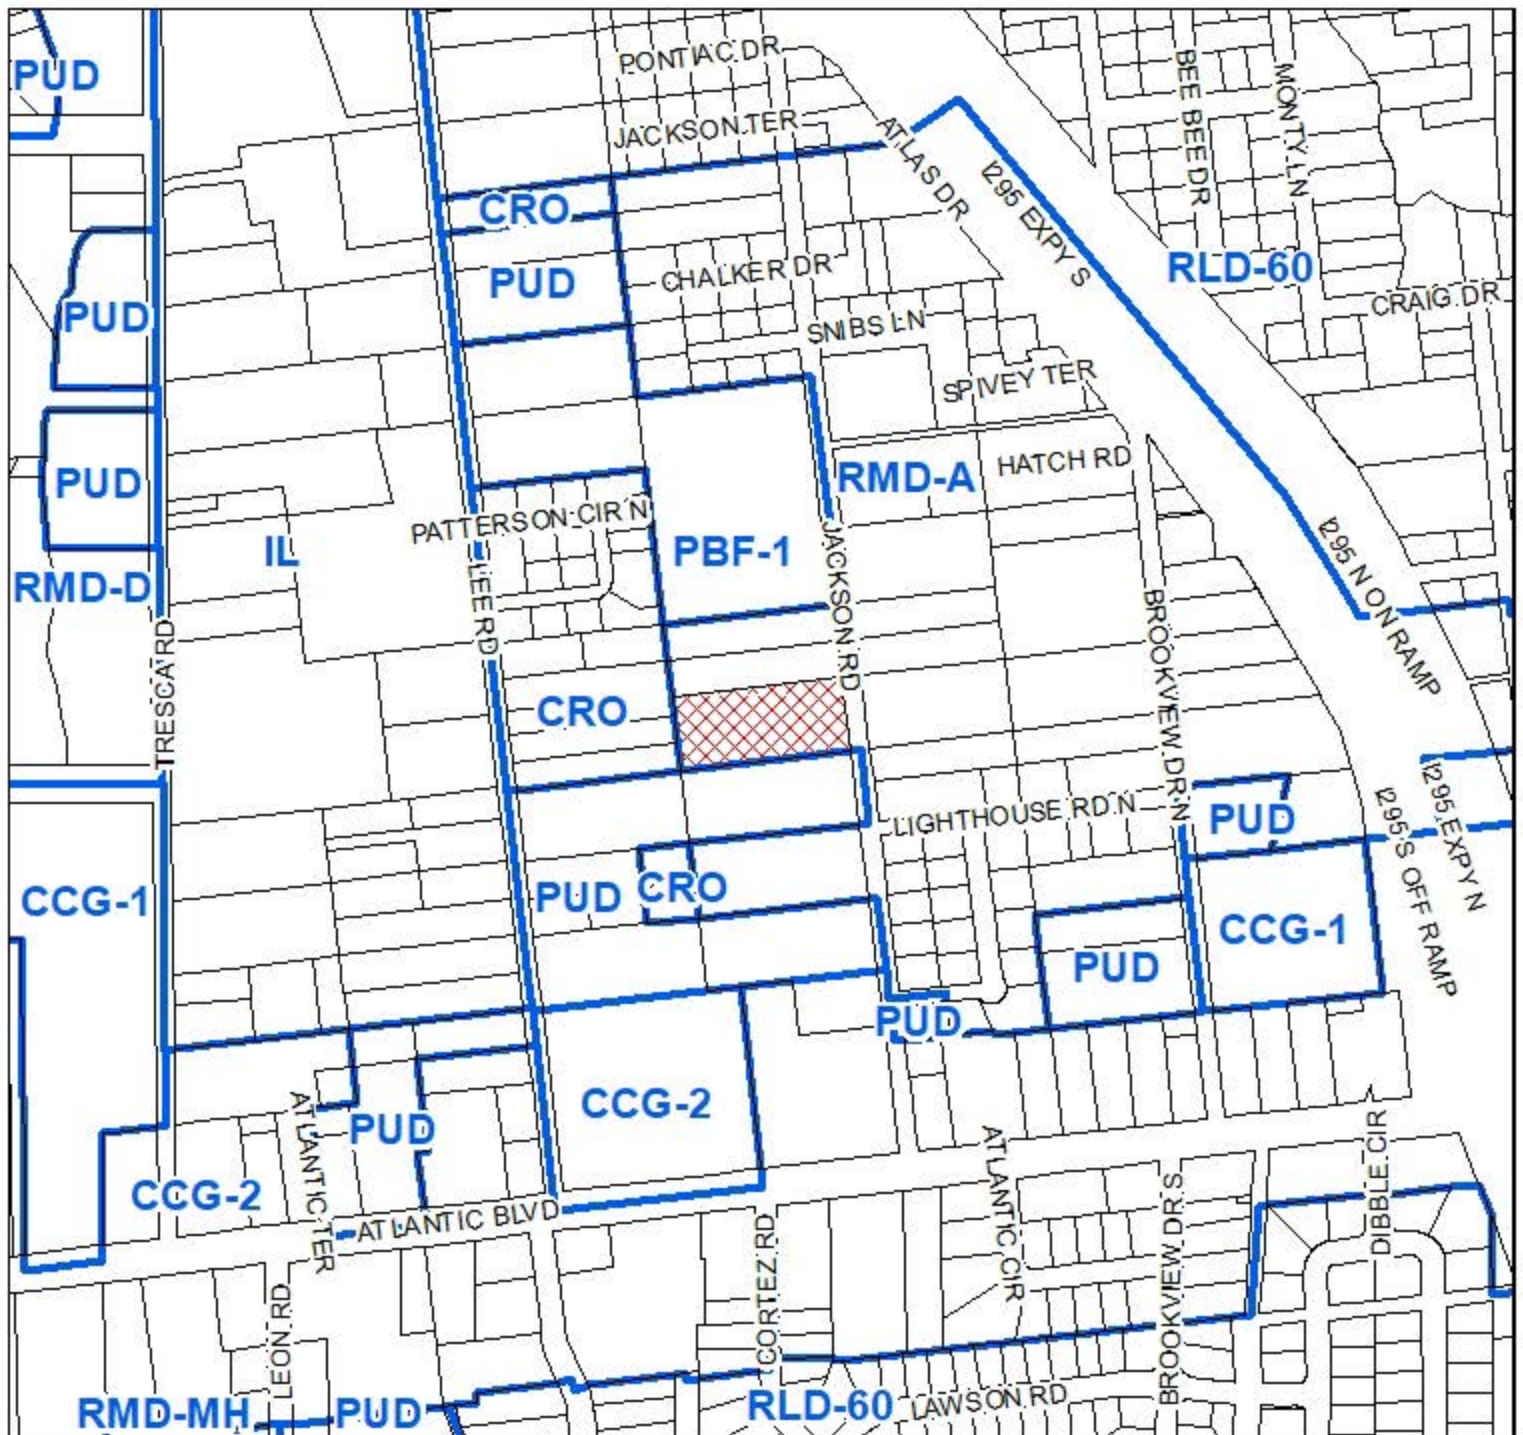 PONTIAC DR
PUD
BEE BEE DR
MONTY LN
JACKSON TER
ATLAS DR
I295 EXPY S
CRO
RLD-60
CHALKER DR
PUD
PUD
CRAIG DR
SNIBS LN
SPIVEY TER
HATCH RD
RMD-A
PUD
PATTERSON CIR N
I295 N ON RAMP
IL
PBF-1
JACKSON RD
LEE RD
RMD-D
BROOKVIEW DR N
TRESCA RD
CRO
I295 EXPY N
I295 S OFF RAMP
LIGHTHOUSE RD N
PUD
CCG-1
PUD
CRO
CCG-1
PUD
PUD
CCG-2
ATLANTIC TER
PUD
ATLANTIC CIR
DIBBLE CIR
CCG-2
ATLANTIC BLVD
BROOKVIEW DR S
CORTEZ RD
LEON RD
RMD-MH
PUD
RLD-60
LAWSON RD